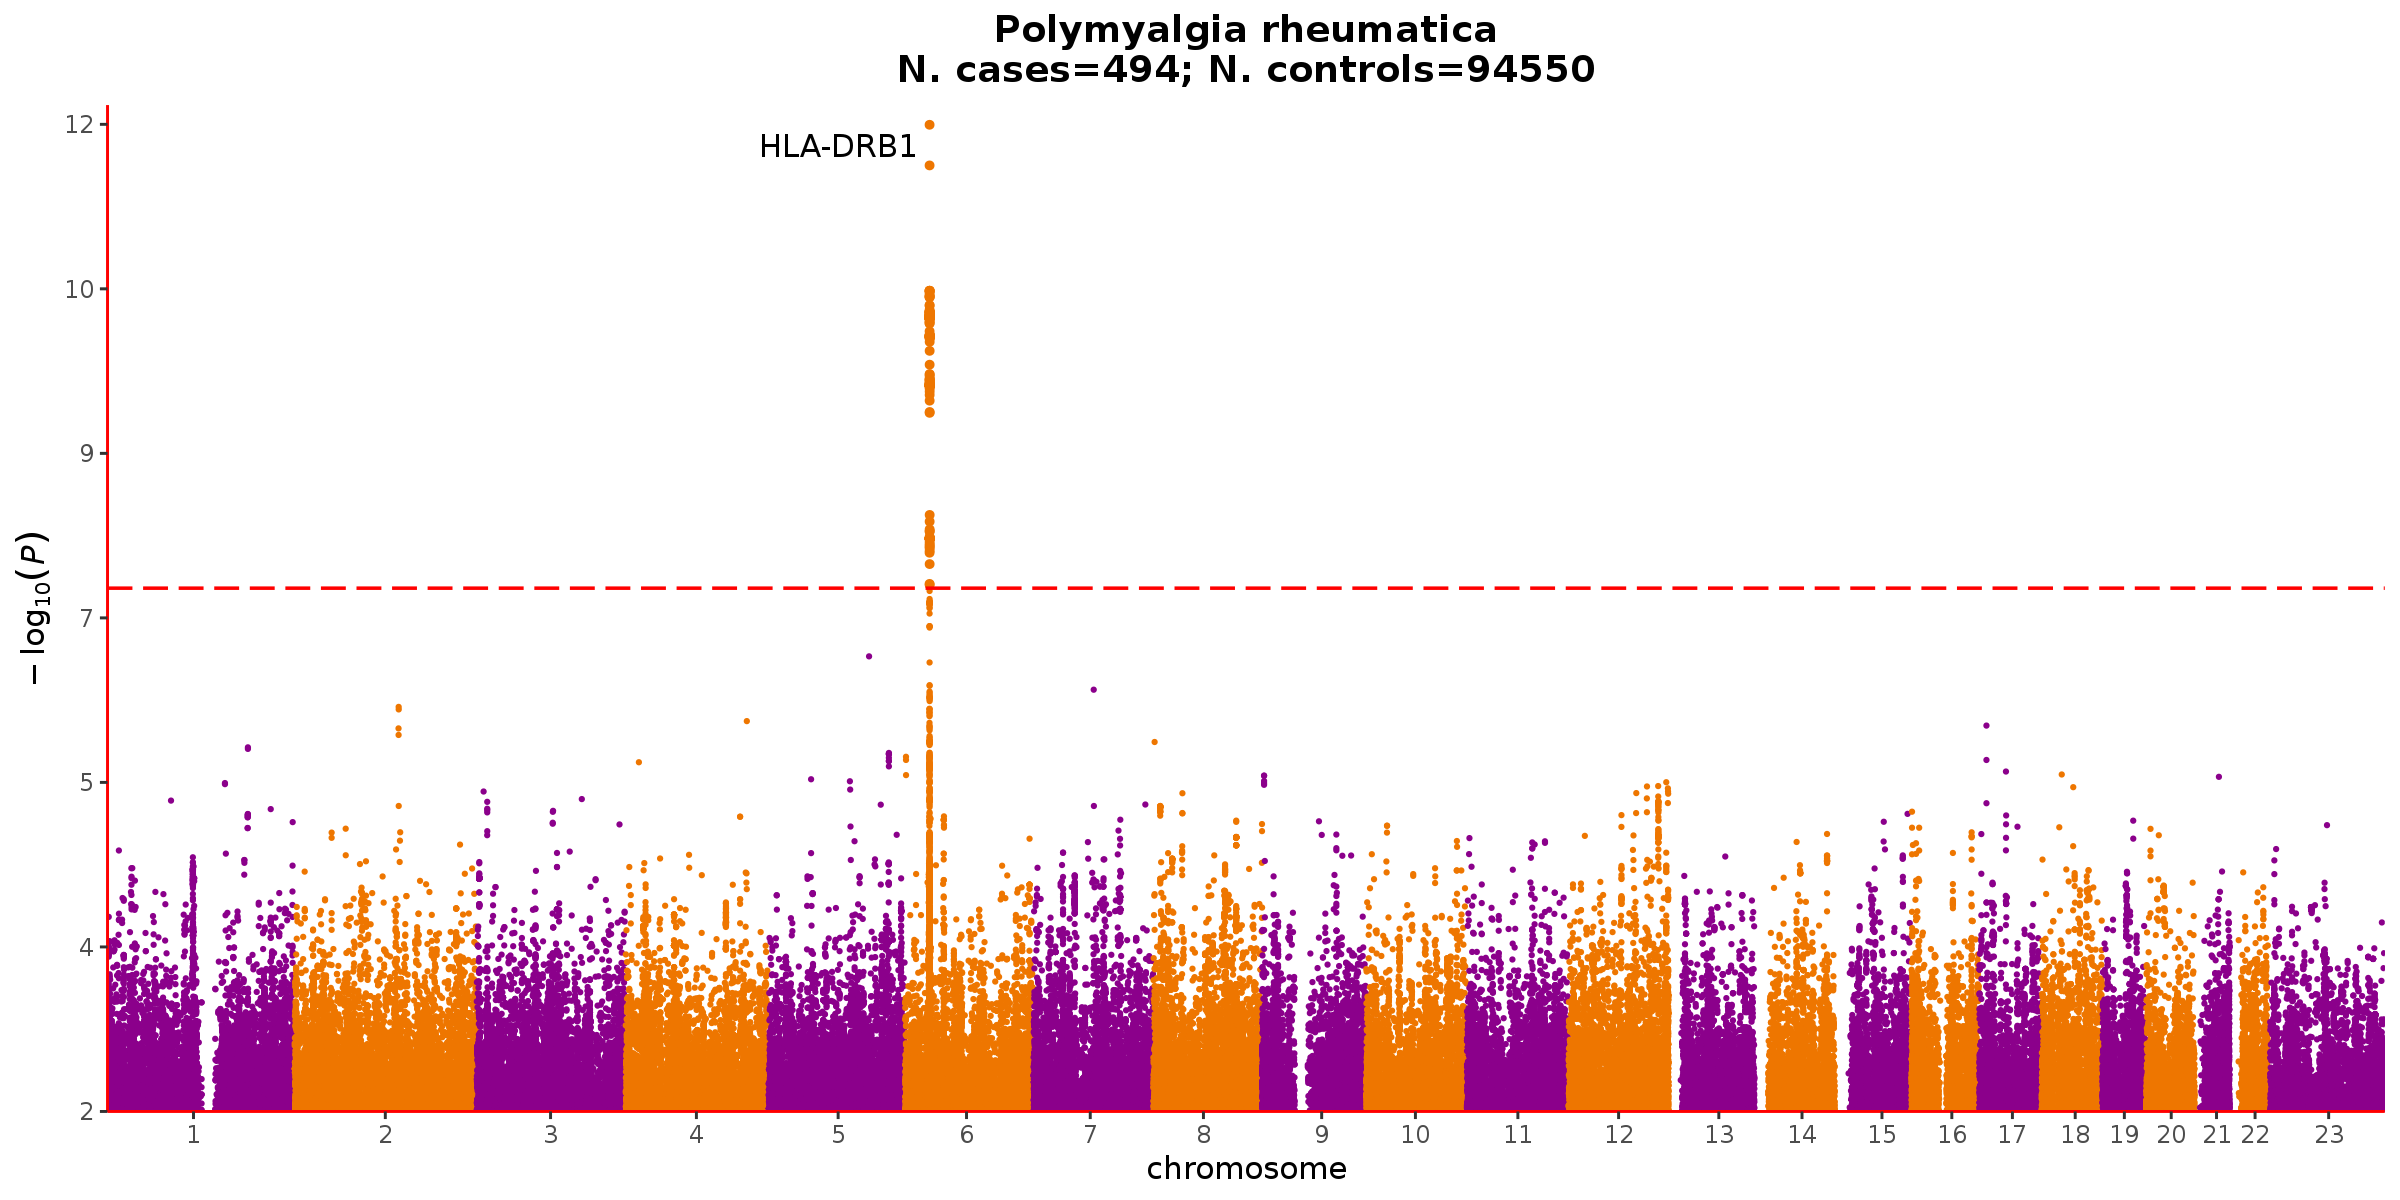 Polymyalgia rheumatica
N. cases=494; N. controls=94550
12
HLA-DRB1
10
9
7
5
4
2
−log10(P)
1 2 3 4 5 6 7 8 9 10 11 12 13 14 15 16 17 18 19 20 21 22 23
chromosome